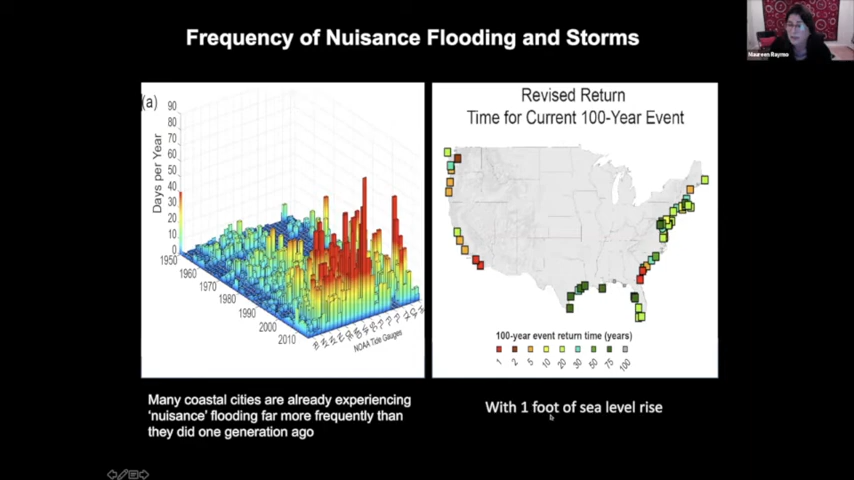 Frequency of Nuisance Flooding and Storms
Maureen Raymo
(a)
90
80
70
60
50
40
30
20
10
0
Days per Year
1950
1960
1970
1980
1990
2000
2010
NOAA Tide Gauges
Revised Return
Time for Current 100-Year Event
100-year event return time (years)
1 2 5 10 20 30 50 75 100
Many coastal cities are already experiencing
‘nuisance’ flooding far more frequently than
they did one generation ago
With 1 foot of sea level rise